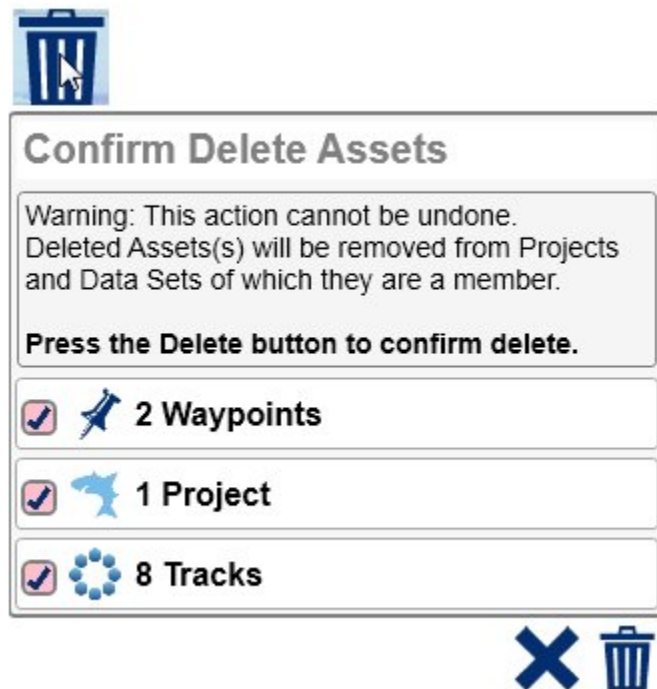 Confirm Delete Assets
Warning: This action cannot be undone.
Deleted Assets(s) will be removed from Projects
and Data Sets of which they are a member.
Press the Delete button to confirm delete.
2 Waypoints
1 Project
8 Tracks